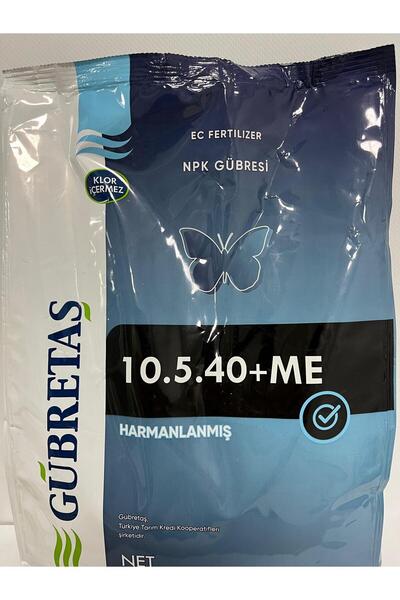 EC FERTILIZER
NPK GÜBRESİ
KLOR
İÇERMEZ
GÜBRETAŞ
10.5.40+ME
HARMANLANMIŞ
Gübretaş,
Türkiye Tarım Kredi Kooperatifleri
şirketidir.
NET